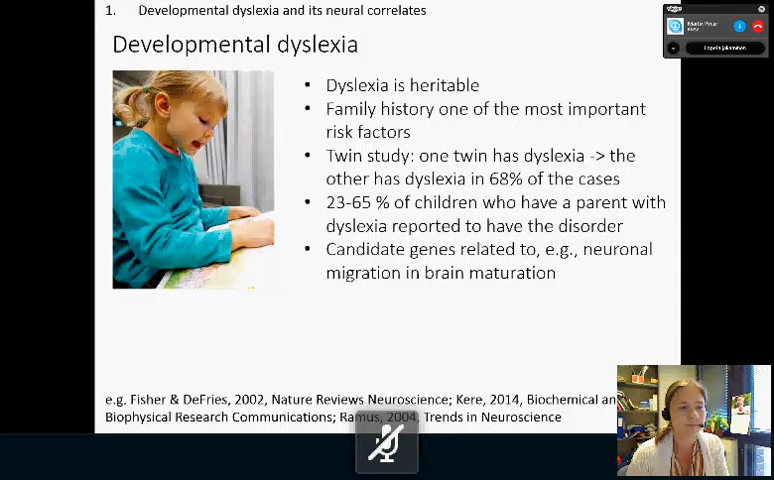 1. Developmental dyslexia and its neural correlates
Developmental dyslexia
• Dyslexia is heritable
• Family history one of the most important
risk factors
• Twin study: one twin has dyslexia -> the
other has dyslexia in 68% of the cases
• 23-65 % of children who have a parent with
dyslexia reported to have the disorder
• Candidate genes related to, e.g., neuronal
migration in brain maturation
e.g. Fisher & DeFries, 2002, Nature Reviews Neuroscience; Kere, 2014, Biochemical an
Biophysical Research Communications; Ramus, 2004, Trends in Neuroscience